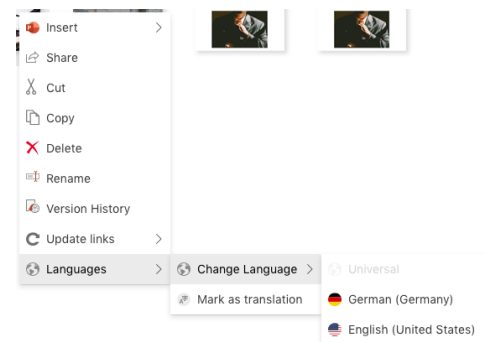 Insert
Share
Cut
Copy
Delete
Rename
Version History
Update links
Languages
Change Language
Mark as translation
Universal
German (Germany)
English (United States)